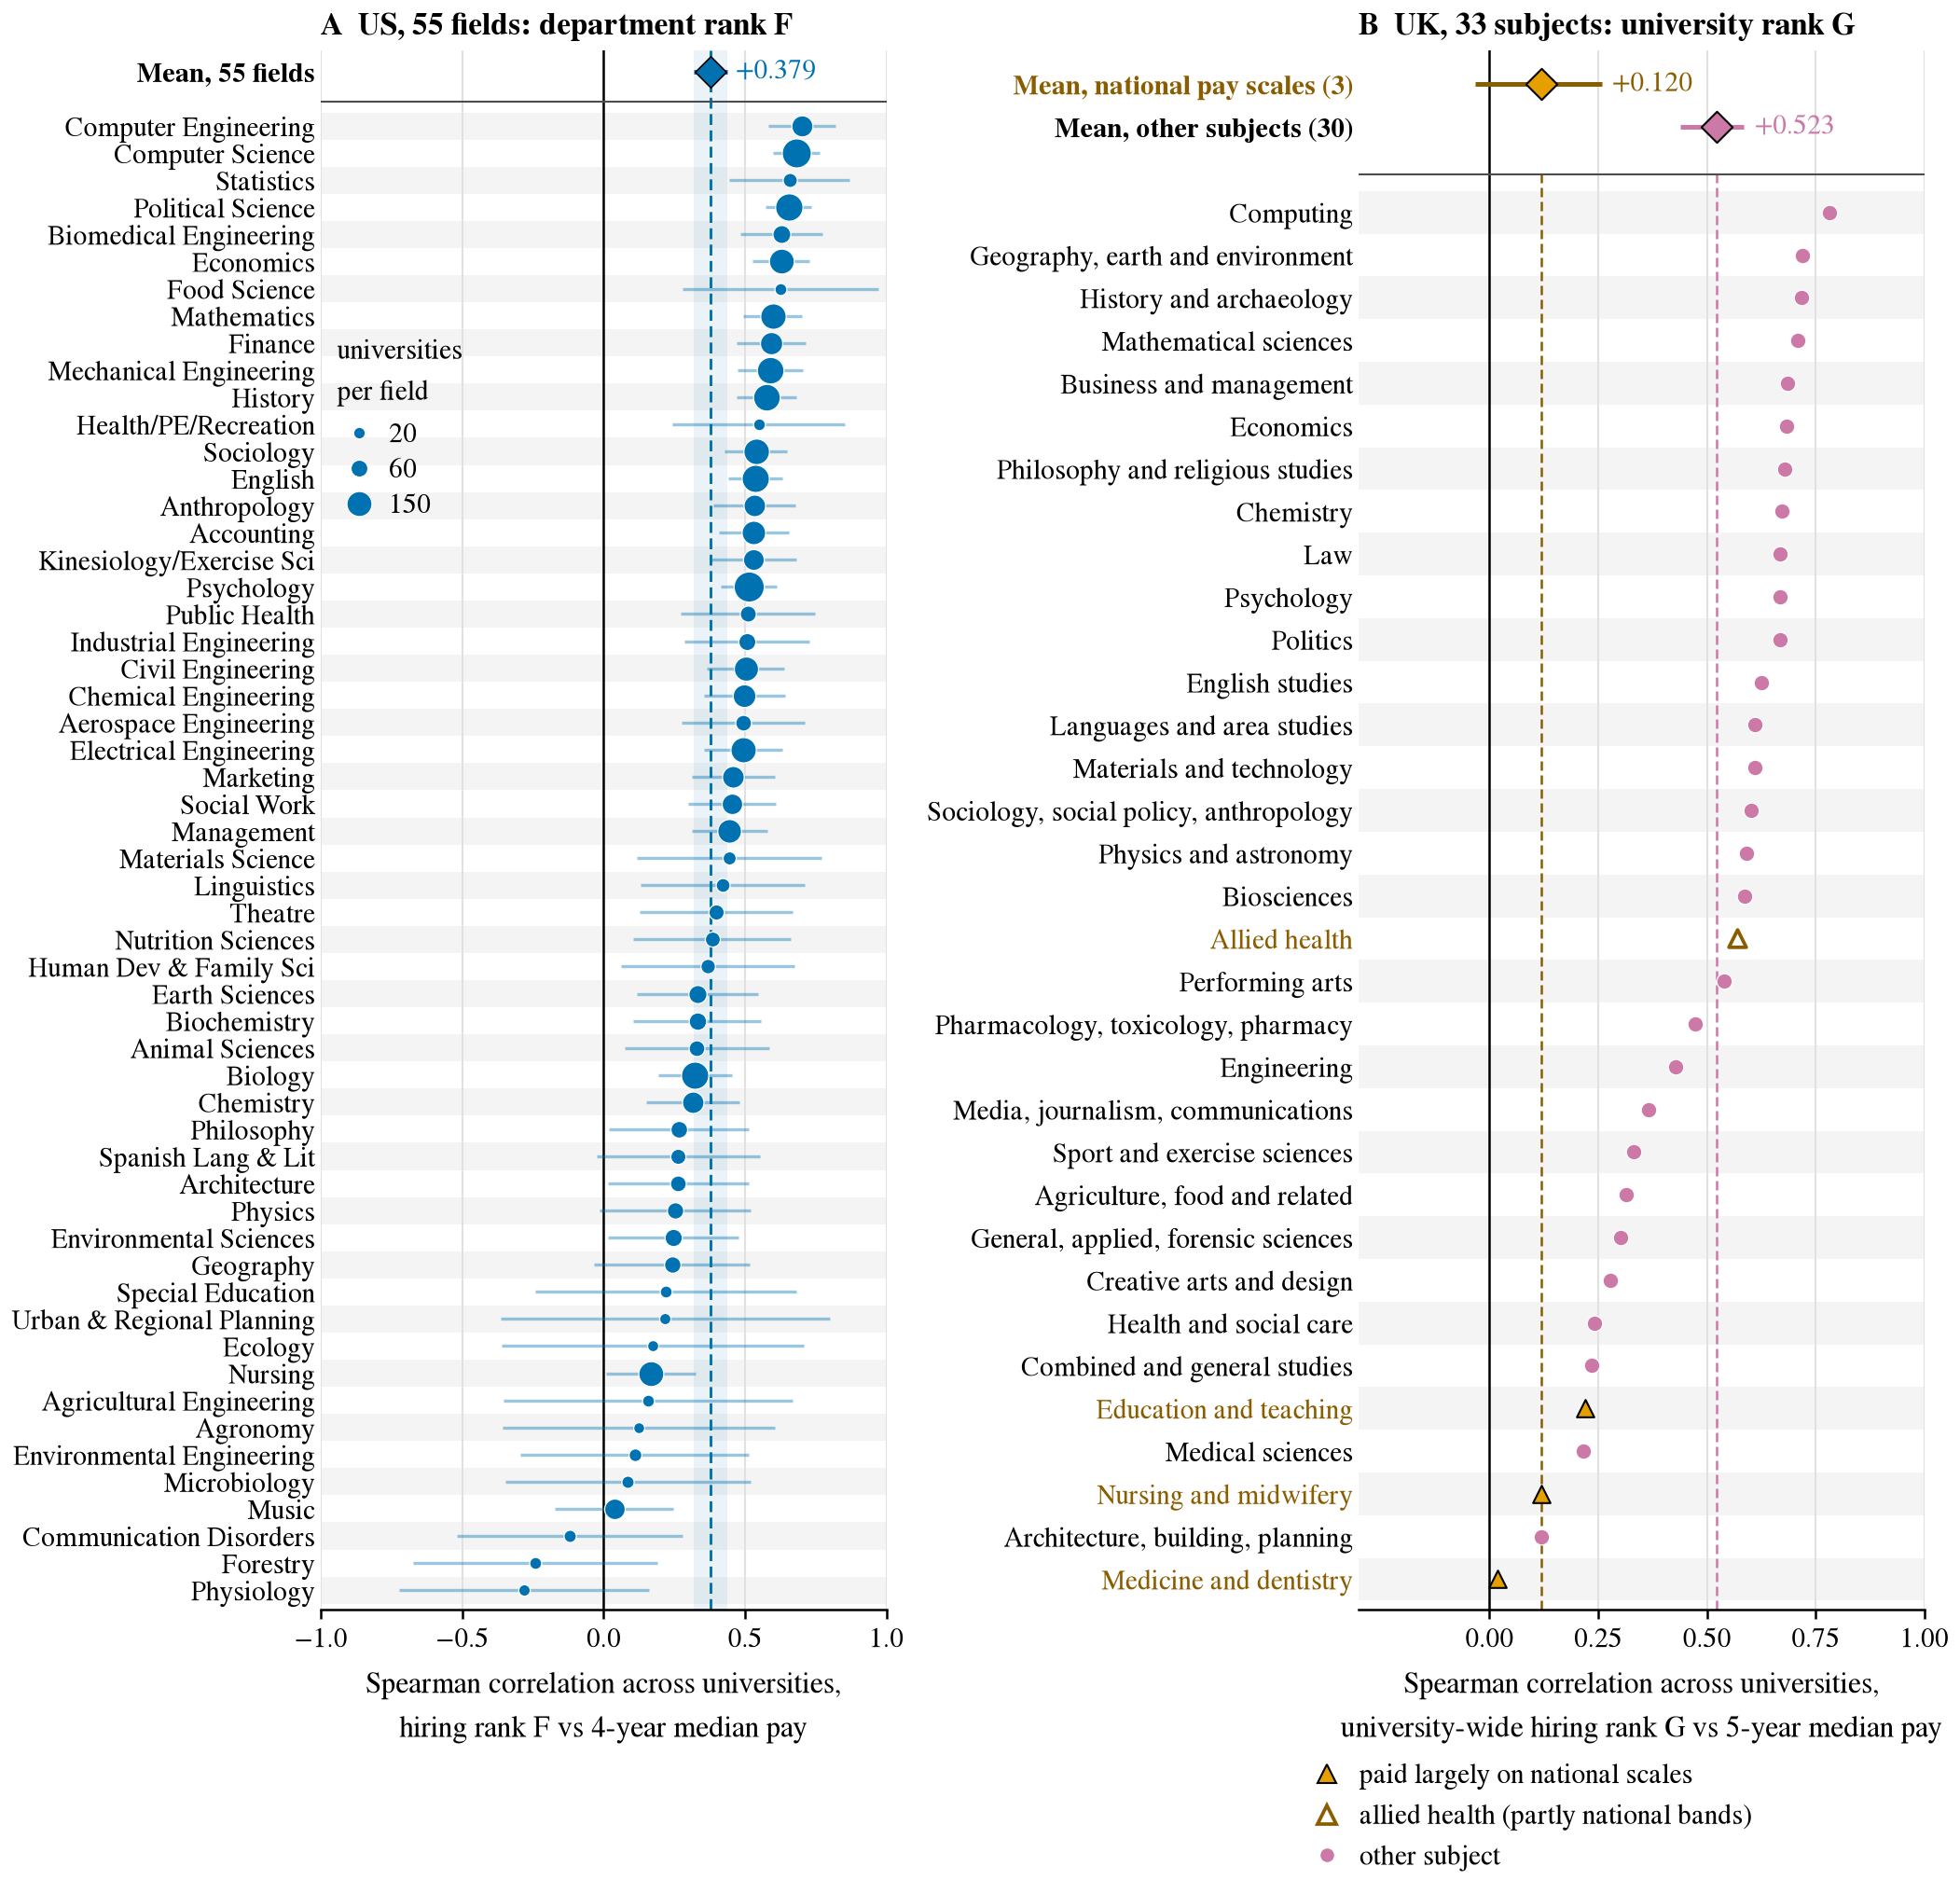 A  US, 55 fields: department rank F
Mean, 55 fields
+0.379
Computer Engineering
Computer Science
Statistics
Political Science
Biomedical Engineering
Economics
Food Science
Mathematics
Finance
Mechanical Engineering
History
Health/PE/Recreation
Sociology
English
Anthropology
Accounting
Kinesiology/Exercise Sci
Psychology
Public Health
Industrial Engineering
Civil Engineering
Chemical Engineering
Aerospace Engineering
Electrical Engineering
Marketing
Social Work
Management
Materials Science
Linguistics
Theatre
Nutrition Sciences
Human Dev & Family Sci
Earth Sciences
Biochemistry
Animal Sciences
Biology
Chemistry
Philosophy
Spanish Lang & Lit
Architecture
Physics
Environmental Sciences
Geography
Special Education
Urban & Regional Planning
Ecology
Nursing
Agricultural Engineering
Agronomy
Environmental Engineering
Microbiology
Music
Communication Disorders
Forestry
Physiology
universities
per field
20
60
150
−1.0 −0.5 0.0 0.5 1.0
Spearman correlation across universities,
hiring rank F vs 4-year median pay
B  UK, 33 subjects: university rank G
Mean, national pay scales (3)
+0.120
Mean, other subjects (30)
+0.523
Computing
Geography, earth and environment
History and archaeology
Mathematical sciences
Business and management
Economics
Philosophy and religious studies
Chemistry
Law
Psychology
Politics
English studies
Languages and area studies
Materials and technology
Sociology, social policy, anthropology
Physics and astronomy
Biosciences
Allied health
Performing arts
Pharmacology, toxicology, pharmacy
Engineering
Media, journalism, communications
Sport and exercise sciences
Agriculture, food and related
General, applied, forensic sciences
Creative arts and design
Health and social care
Combined and general studies
Education and teaching
Medical sciences
Nursing and midwifery
Architecture, building, planning
Medicine and dentistry
0.00 0.25 0.50 0.75 1.00
Spearman correlation across universities,
university-wide hiring rank G vs 5-year median pay
paid largely on national scales
allied health (partly national bands)
other subject